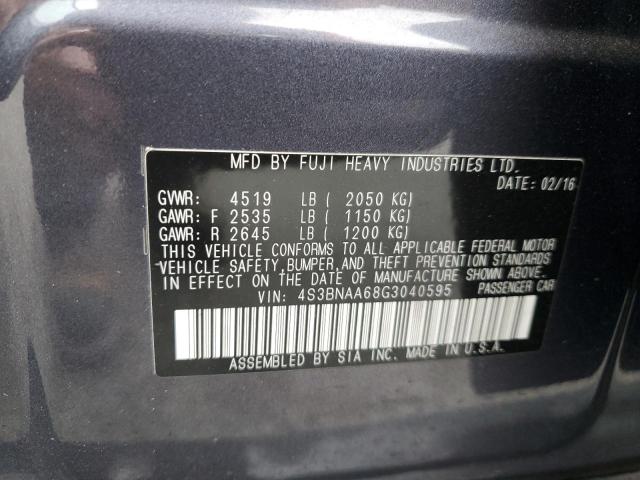 MFD BY FUJI HEAVY INDUSTRIES LTD.
DATE: 02/16
GVWR: 4519 LB ( 2050 KG)
GAWR: F 2535 LB ( 1150 KG)
GAWR: R 2645 LB ( 1200 KG)
THIS VEHICLE CONFORMS TO ALL APPLICABLE FEDERAL MOTOR
VEHICLE SAFETY, BUMPER, AND THEFT PREVENTION STANDARDS
IN EFFECT ON THE DATE OF MANUFACTURE SHOWN ABOVE.
VIN: 4S3BNAA68G3040595 PASSENGER CAR
ASSEMBLED BY SIA INC. MADE IN U.S.A.